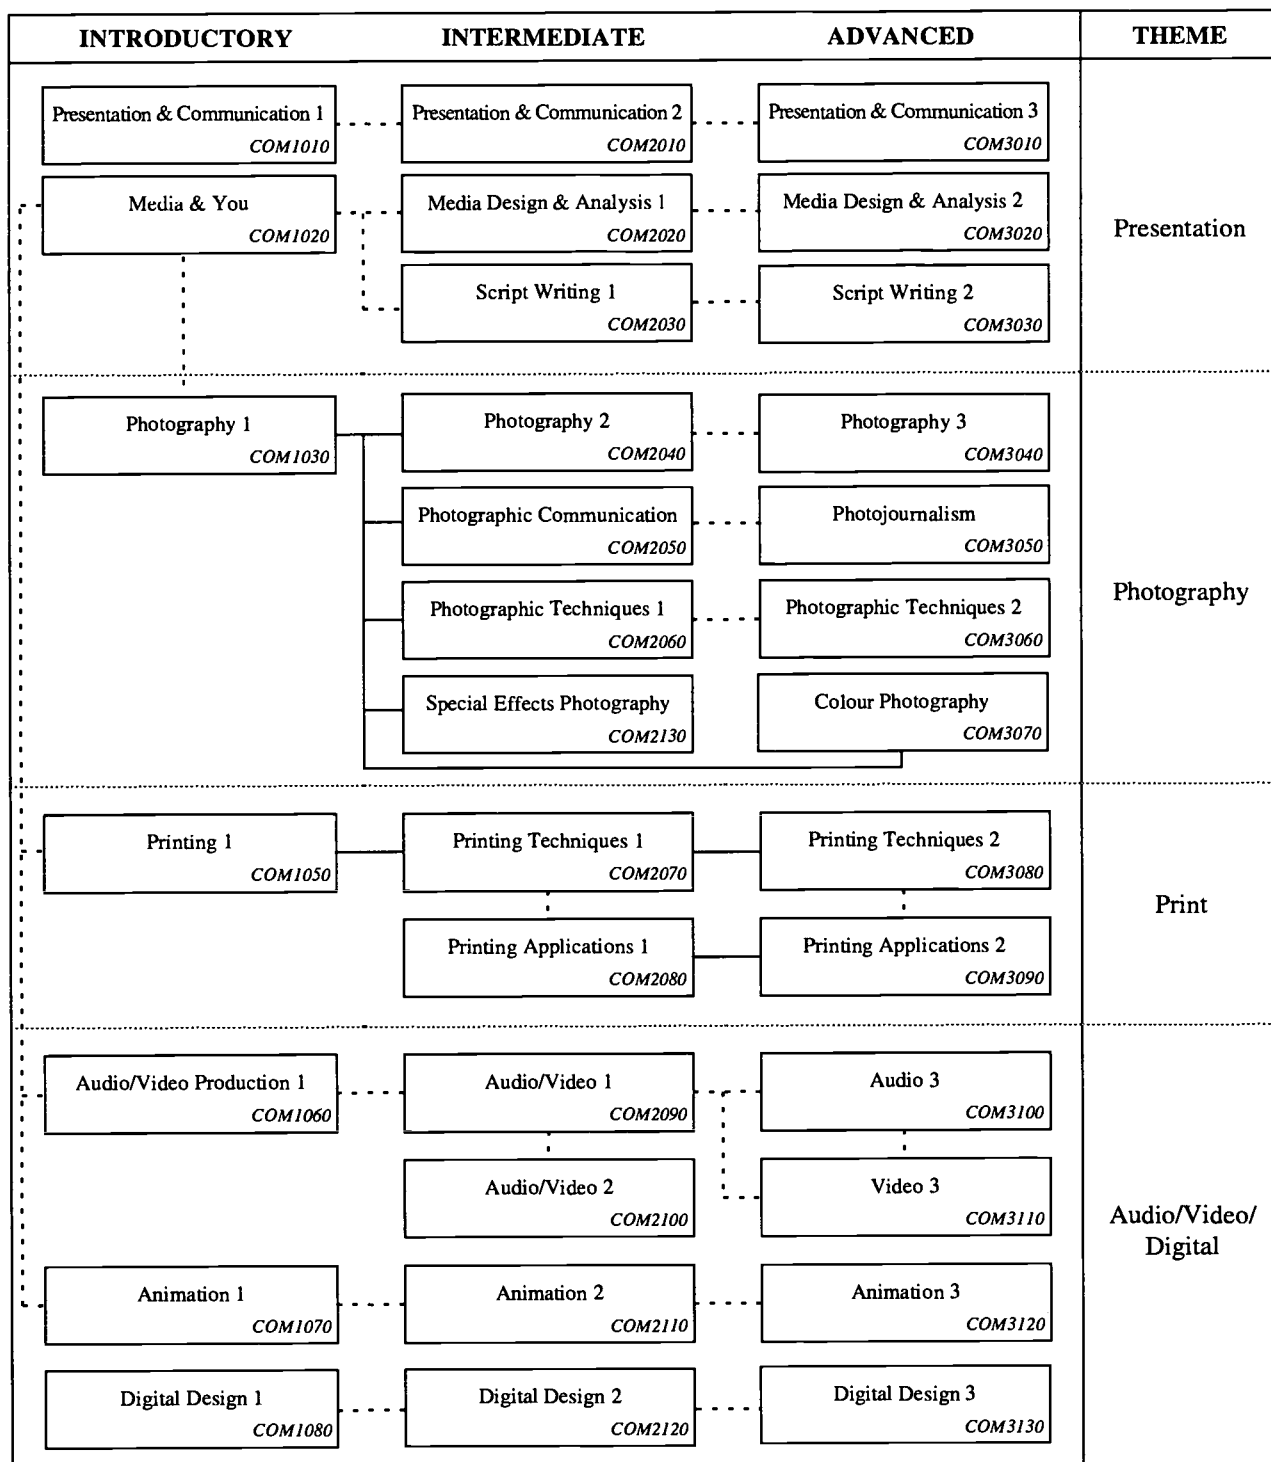 INTRODUCTORY INTERMEDIATE ADVANCED THEME
Presentation & Communication 1 Presentation & Communication 2 Presentation & Communication 3
COM1010 COM2010 COM3010
Media & You Media Design & Analysis 1 Media Design & Analysis 2
COM1020 COM2020 COM3020
Presentation
Script Writing 1 Script Writing 2
COM2030 COM3030
Photography 1 Photography 2 Photography 3
COM1030 COM2040 COM3040
Photographic Communication Photojournalism
COM2050 COM3050
Photography
Photographic Techniques 1 Photographic Techniques 2
COM2060 COM3060
Special Effects Photography Colour Photography
COM2130 COM3070
Printing 1 Printing Techniques 1 Printing Techniques 2
COM1050 COM2070 COM3080
Print
Printing Applications 1 Printing Applications 2
COM2080 COM3090
Audio/Video Production 1 Audio/Video 1 Audio 3
COM1060 COM2090 COM3100
Audio/Video 2 Video 3
COM2100 COM3110
Audio/Video/
Digital
Animation 1 Animation 2 Animation 3
COM1070 COM2110 COM3120
Digital Design 1 Digital Design 2 Digital Design 3
COM1080 COM2120 COM3130